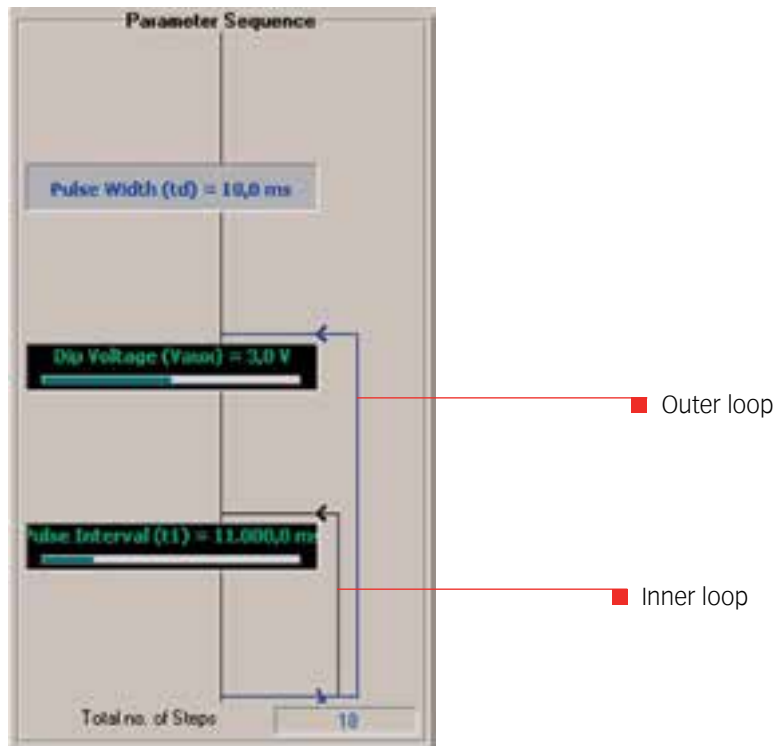 Parameter Sequence
Pulse Width (td) = 10,0 ms
Dip Voltage (Vaux) = 3,0 V
Outer loop
Pulse Interval (t1) = 11.000,0 ms
Inner loop
Total no. of Steps 10